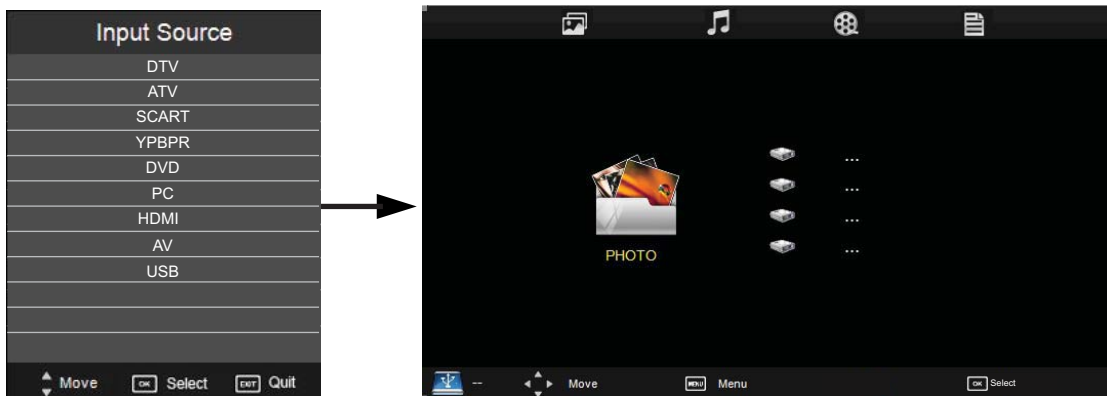 Input Source
DTV
ATV
SCART
YPBPR
DVD
PC
HDMI
AV
USB
Move OK Select EXIT Quit
PHOTO
...
...
...
...
-- Move MENU Menu OK Select